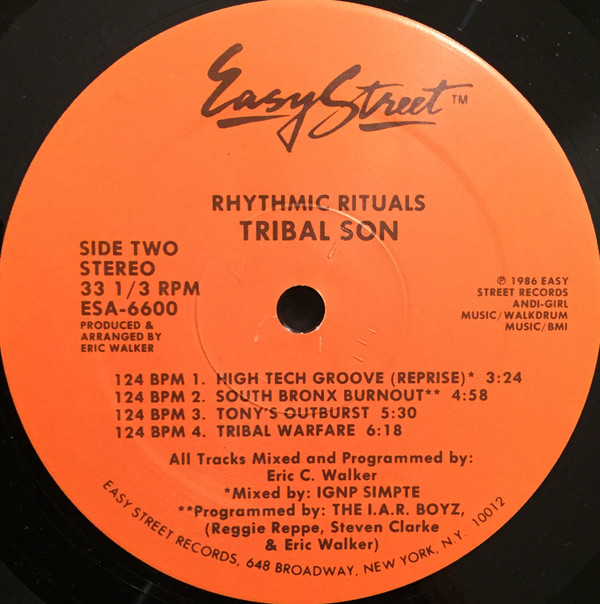 Easy Street™
RHYTHMIC RITUALS
TRIBAL SON
SIDE TWO
STEREO
33 1/3 RPM
ESA-6600
PRODUCED &
ARRANGED BY
ERIC WALKER
℗ 1986 EASY
STREET RECORDS
ANDI-GIRL
MUSIC/WALKDRUM
MUSIC/BMI
124 BPM 1. HIGH TECH GROOVE (REPRISE)* 3:24
124 BPM 2. SOUTH BRONX BURNOUT** 4:58
124 BPM 3. TONY'S OUTBURST 5:30
124 BPM 4. TRIBAL WARFARE 6:18
All Tracks Mixed and Programmed by:
Eric C. Walker
*Mixed by: IGNP SIMPTE
**Programmed by: THE I.A.R. BOYZ,
(Reggie Reppe, Steven Clarke
& Eric Walker)
EASY STREET RECORDS, 648 BROADWAY, NEW YORK, N.Y. 10012